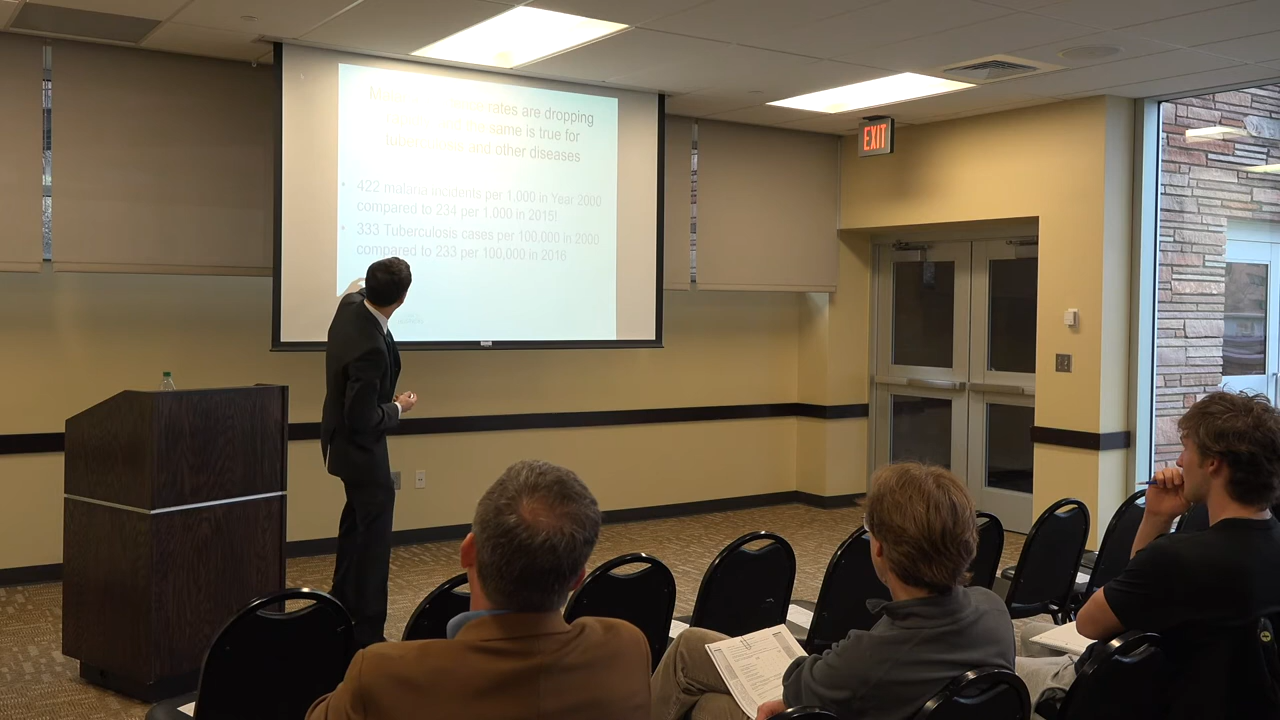 rates are dropping
same is true for
tuberculosis and other diseases
• 422 malaria incidents per 1,000 in Year 2000
compared to 234 per 1,000 in 2015!
• 333 Tuberculosis cases per 100,000 in 2000
compared to 233 per 100,000 in 2016
EXIT